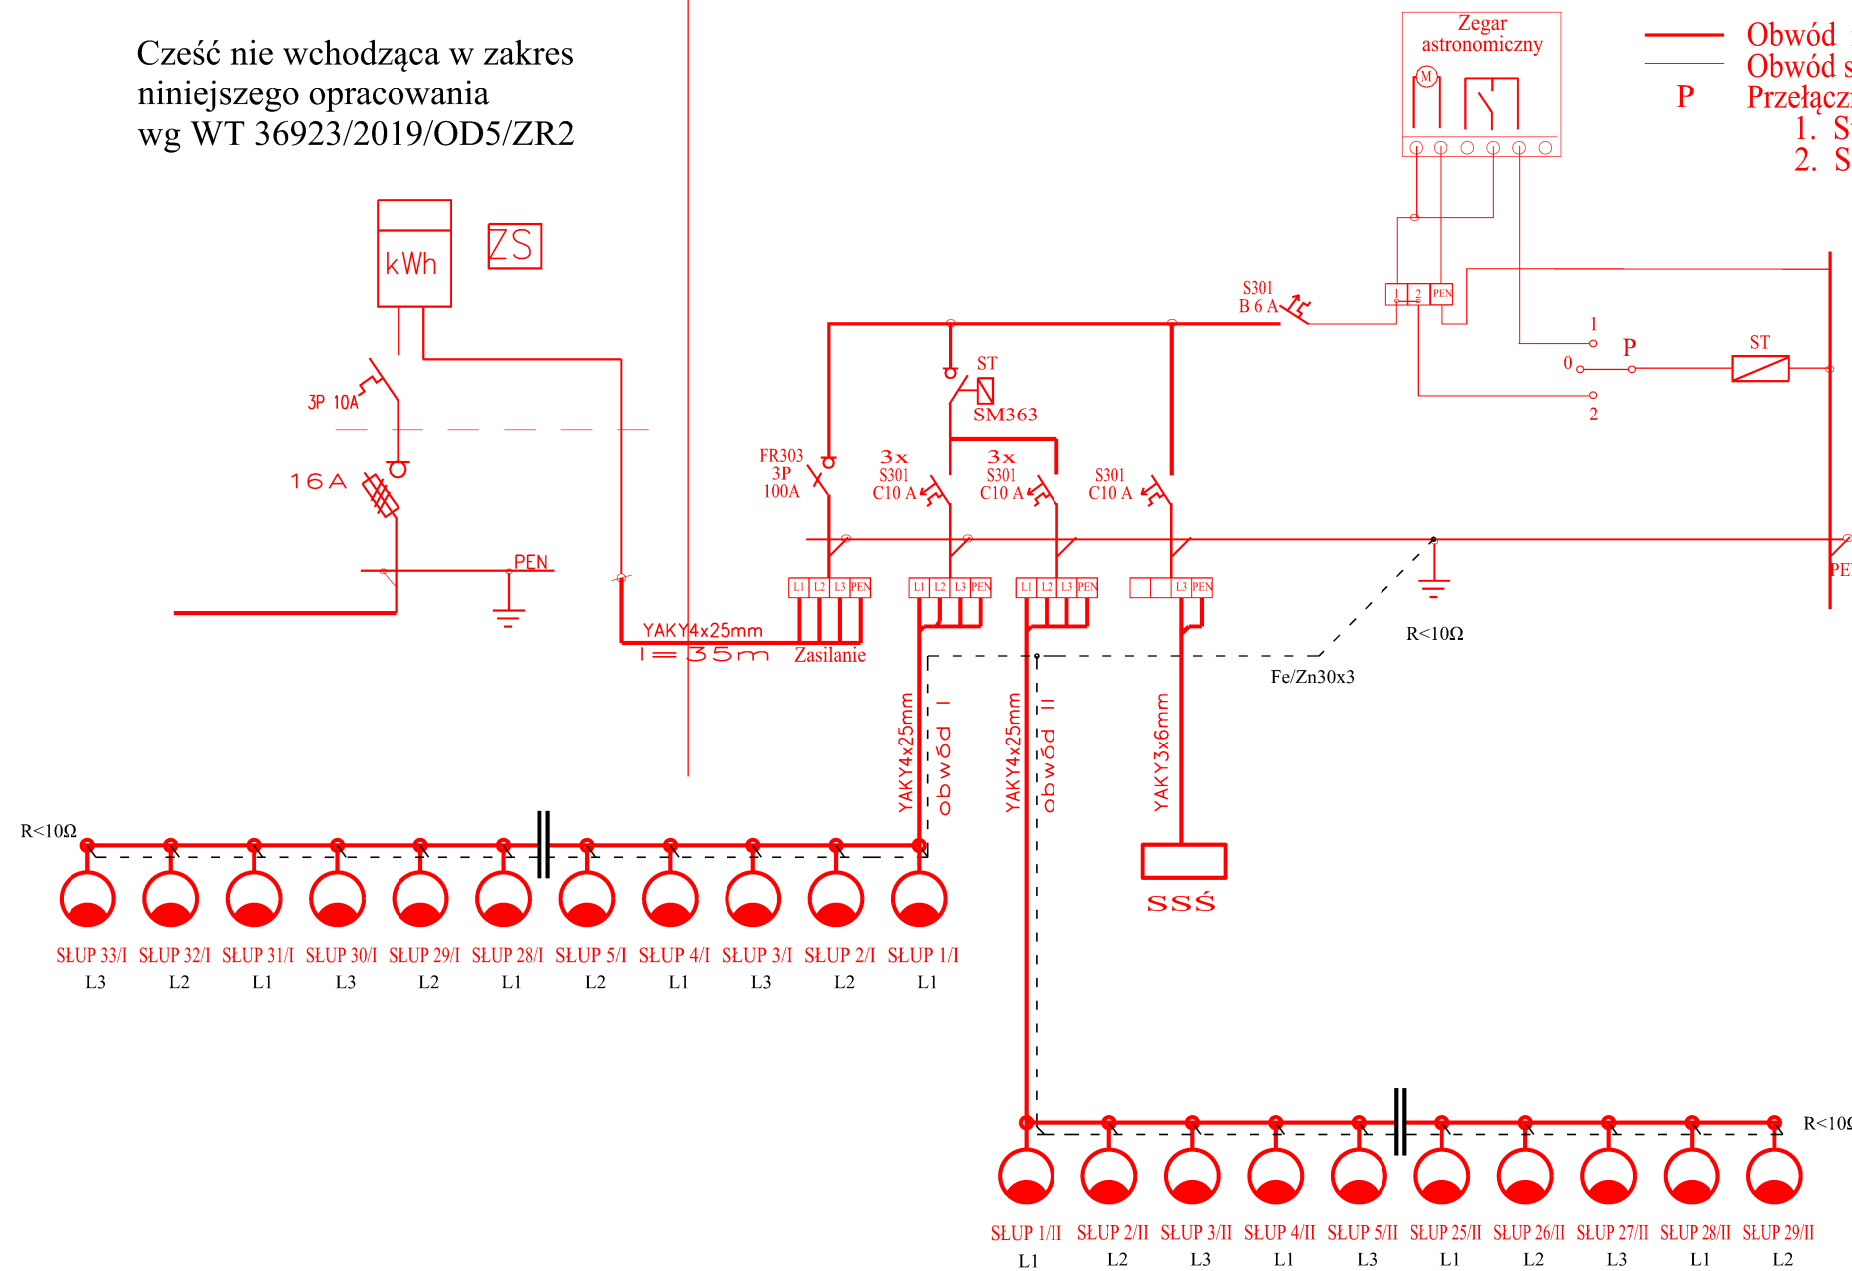 Cześć nie wchodząca w zakres
niniejszego opracowania
wg WT 36923/2019/OD5/ZR2
Zegar
astronomiczny
M
Obwód
Obwód s
P
1.
2. S
kWh
ZS
3P 10A
16A
PEN
YAKY4x25mm
l=35m
Zasilanie
S301
B 6 A
1 2 PEN
1
0
P
2
ST
ST
SM363
FR303
3P
100A
3x
S301
C10 A
3x
S301
C10 A
S301
C10 A
L1 L2 L3 PEN
L1 L2 L3 PEN
L1 L2 L3 PEN
L3 PEN
R<10Ω
Fe/Zn30x3
YAKY4x25mm
obwód I
YAKY4x25mm
obwód II
YAKY3x6mm
SSŚ
R<10Ω
SŁUP 33/I SŁUP 32/I SŁUP 31/I SŁUP 30/I SŁUP 29/I SŁUP 28/I SŁUP 5/I SŁUP 4/I SŁUP 3/I SŁUP 2/I SŁUP 1/I
L3 L2 L1 L3 L2 L1 L2 L1 L3 L2 L1
SŁUP 1/II SŁUP 2/II SŁUP 3/II SŁUP 4/II SŁUP 5/II SŁUP 25/II SŁUP 26/II SŁUP 27/II SŁUP 28/II SŁUP 29/II
L1 L2 L3 L1 L3 L1 L2 L3 L1 L2